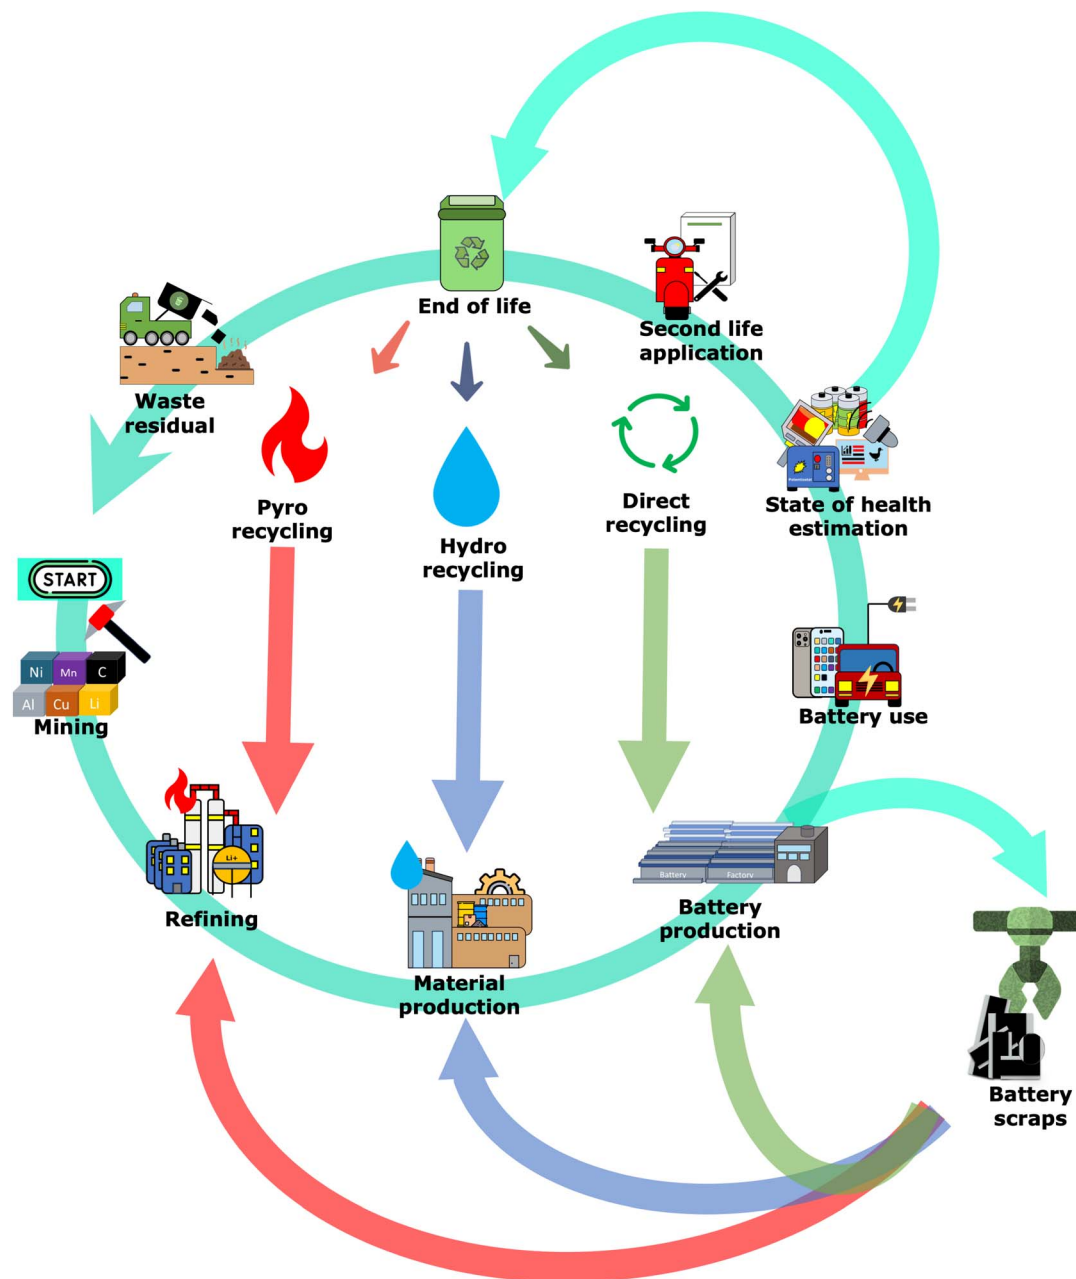 End of life
Second life
application
Waste
residual
State of health
estimation
Pyro
recycling
Direct
recycling
Hydro
recycling
START
Ni
Mn
C
Al
Cu
Li
Mining
Battery use
Li+
Refining
Battery
Factory
Battery
production
Material
production
Battery
scraps